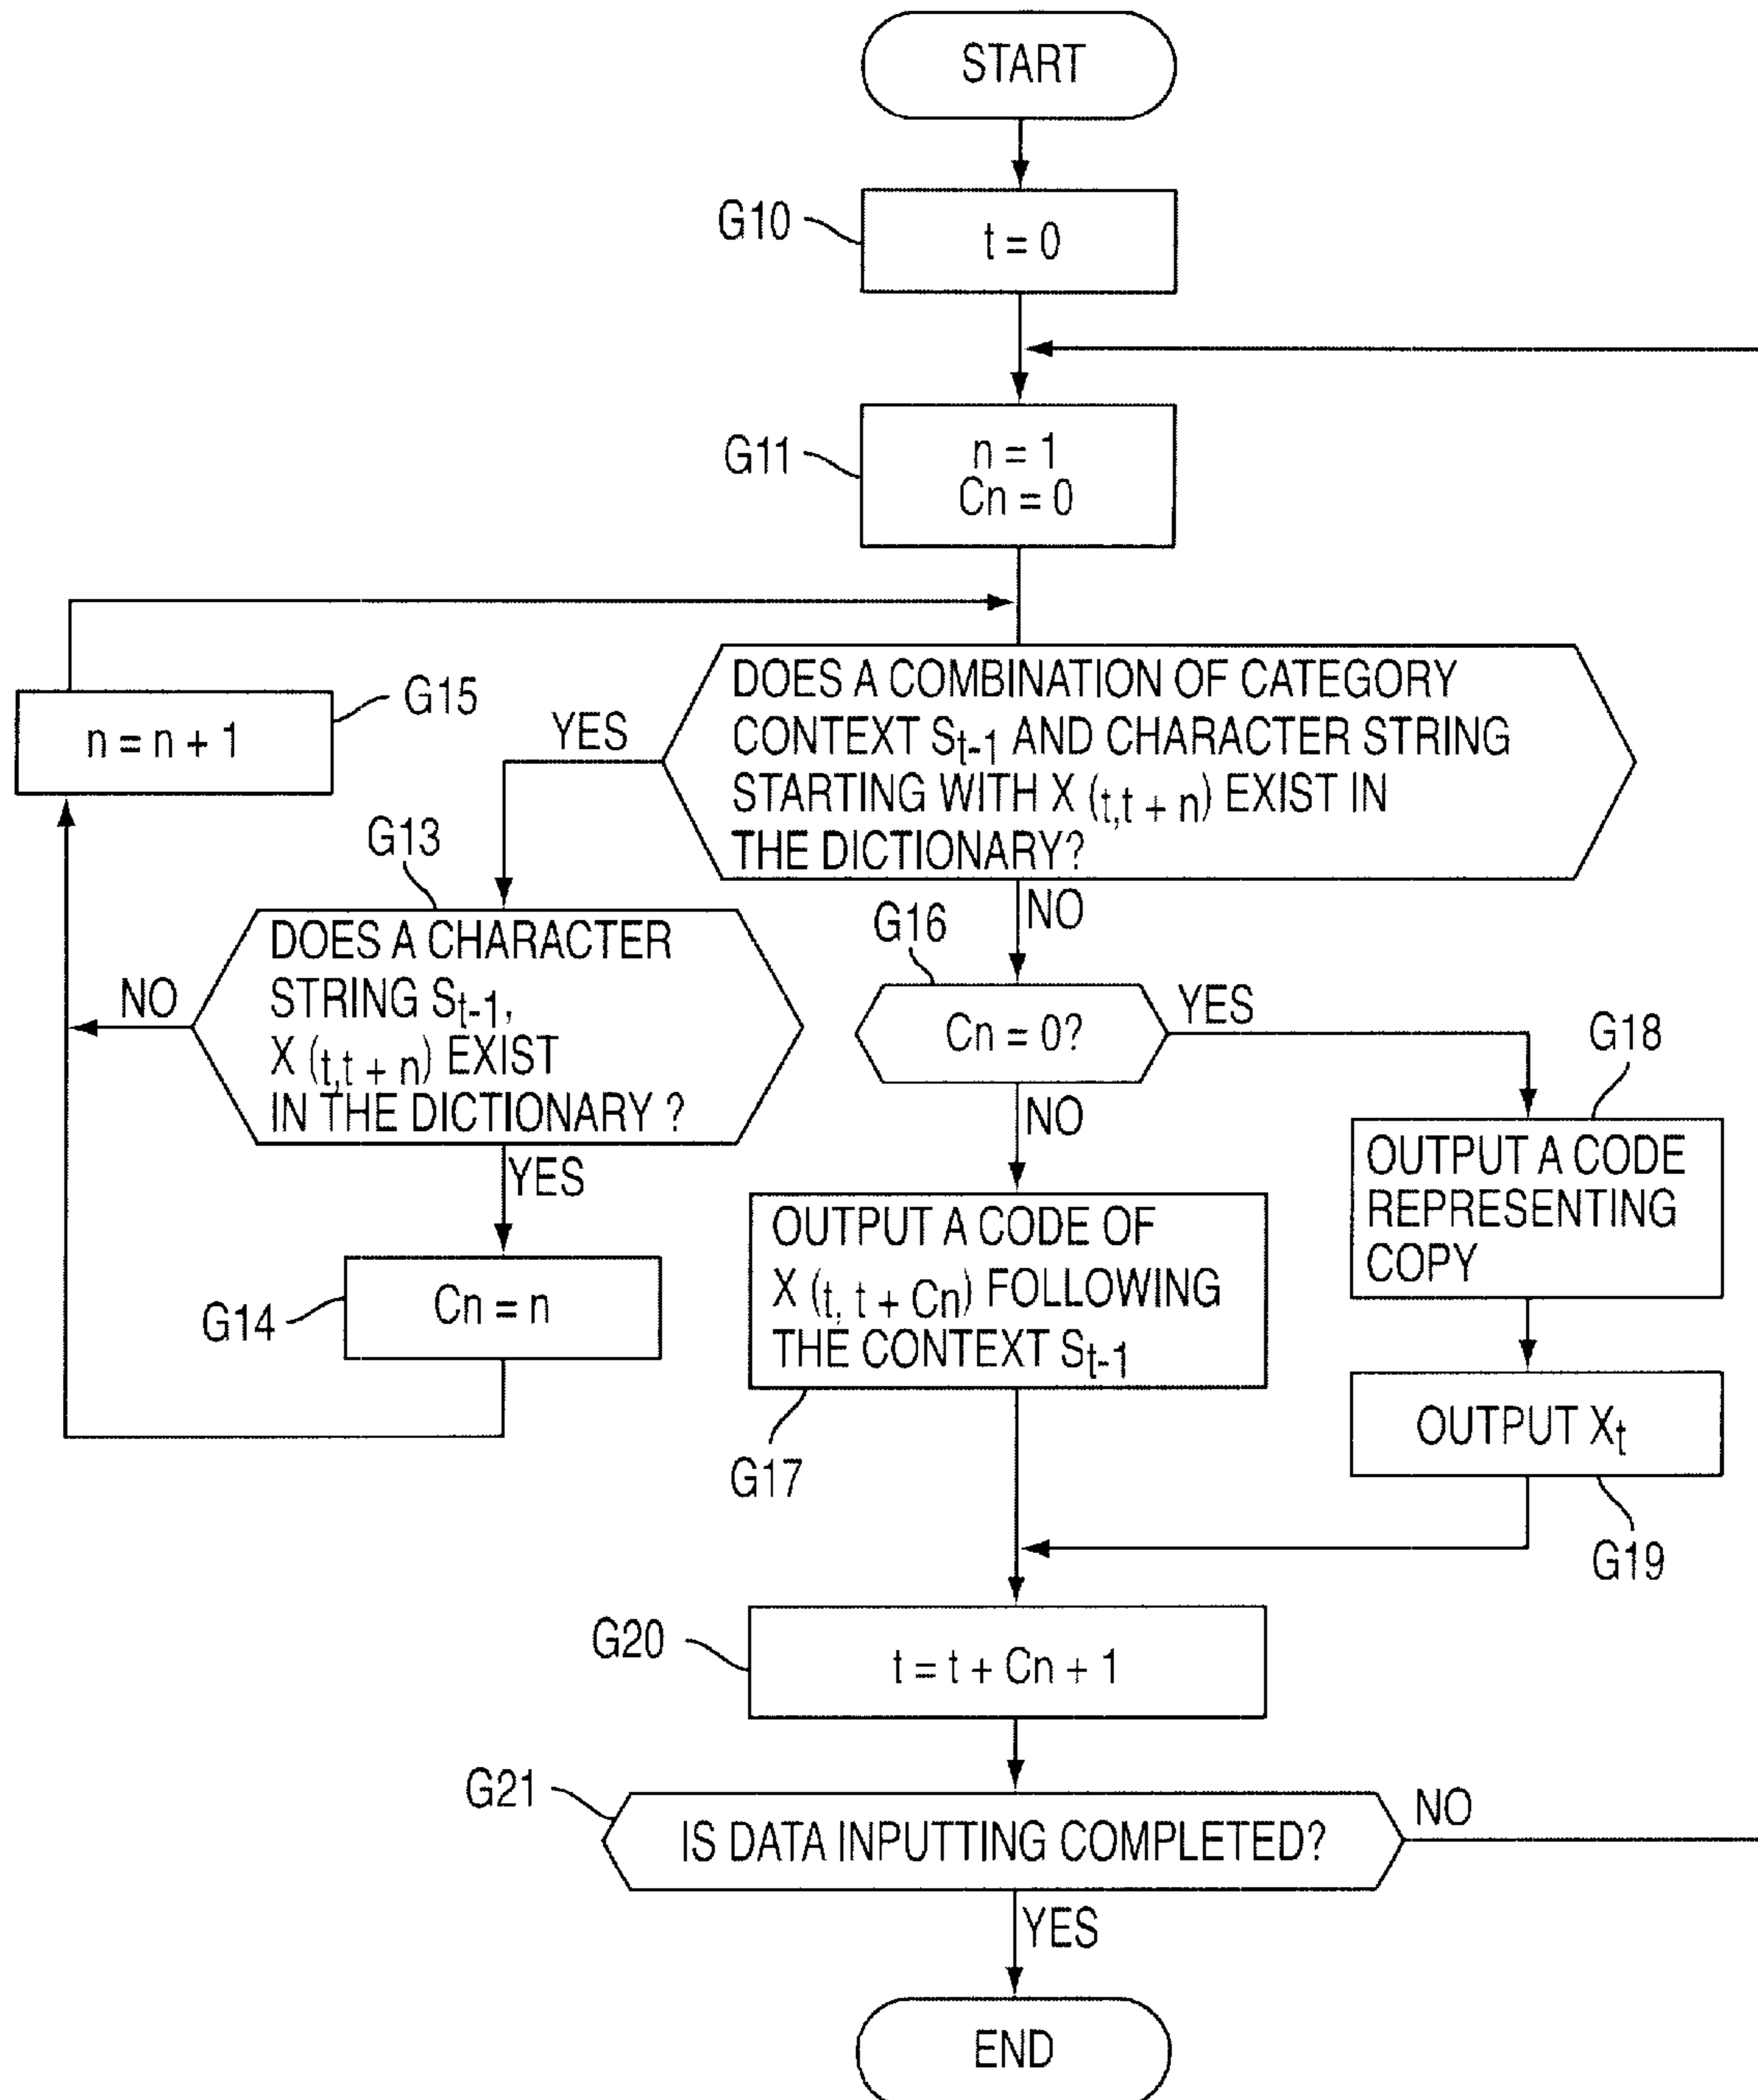 START
G10
t = 0
G11
n = 1
Cn = 0
G15
n = n + 1
YES
DOES A COMBINATION OF CATEGORY
CONTEXT St-1 AND CHARACTER STRING
STARTING WITH X (t,t + n) EXIST IN
THE DICTIONARY?
G13
NO
DOES A CHARACTER
STRING St-1,
X (t,t + n) EXIST
IN THE DICTIONARY ?
NO
G16
Cn = 0?
YES
G18
NO
YES
OUTPUT A CODE
REPRESENTING
COPY
OUTPUT A CODE OF
X (t, t + Cn) FOLLOWING
THE CONTEXT St-1
G14
Cn = n
OUTPUT Xt
G17
G19
G20
t = t + Cn + 1
G21
IS DATA INPUTTING COMPLETED?
NO
YES
END